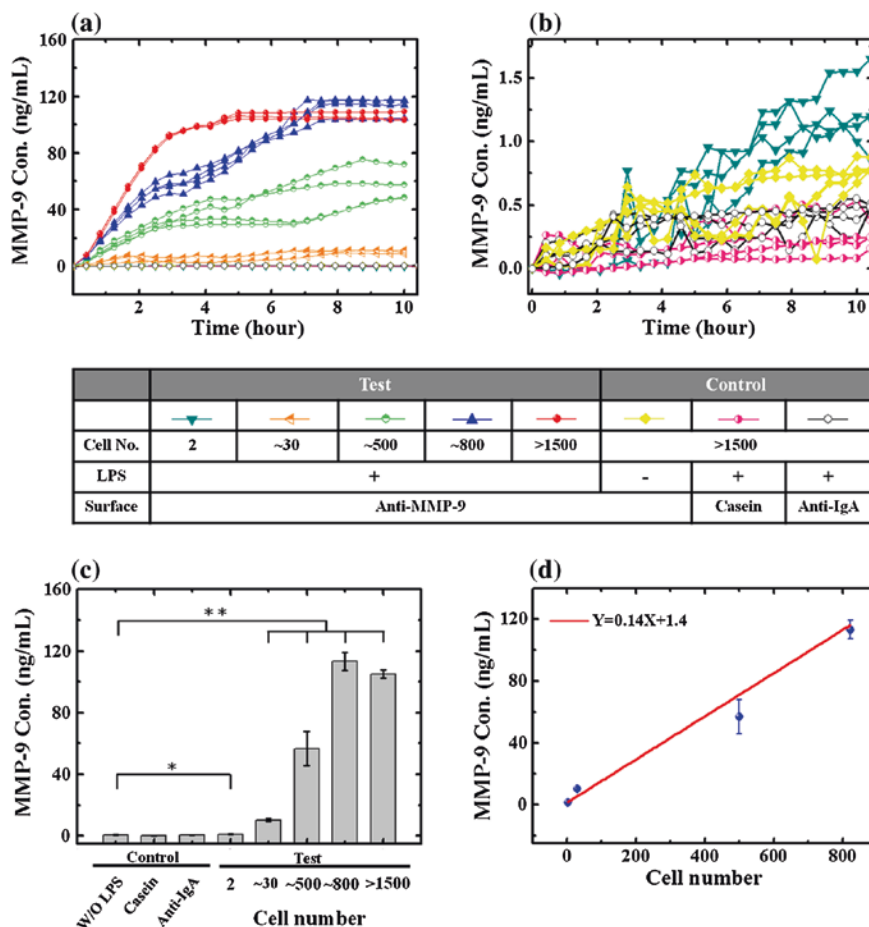 (a)
160
120
80
40
0
MMP-9 Con. (ng/mL)
2 4 6 8 10
Time (hour)
(b)
1.5
1.0
0.5
0.0
MMP-9 Con. (ng/mL)
0 2 4 6 8 10
Time (hour)
Test Control
Cell No. 2 ~30 ~500 ~800 >1500 >1500
LPS + - + +
Surface Anti-MMP-9 Casein Anti-IgA
(c)
160
120
80
40
0
MMP-9 Con. (ng/mL)
**
*
Control Test
W/O LPS Casein Anti-IgA 2 ~30 ~500 ~800 >1500
Cell number
(d)
Y=0.14X+1.4
120
80
40
0
MMP-9 Con. (ng/mL)
0 200 400 600 800
Cell number